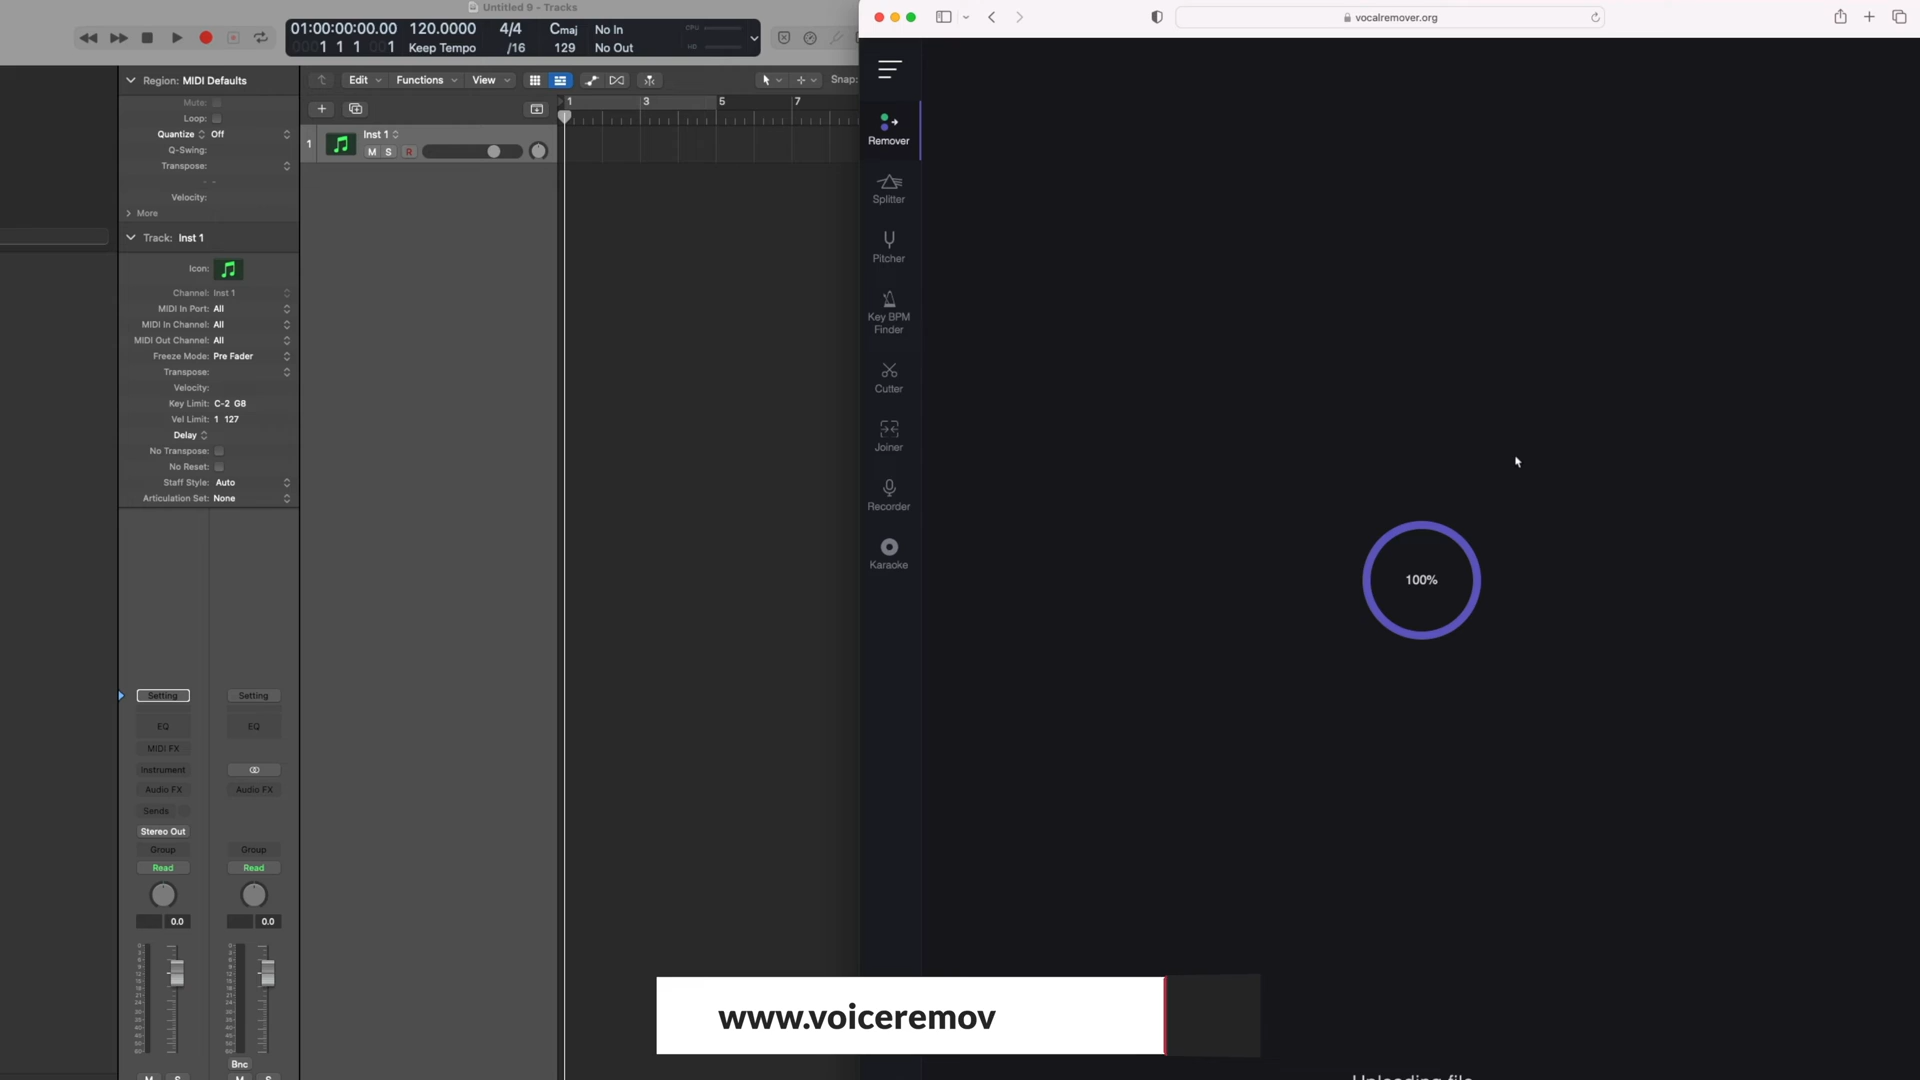 Untitled 9 - Tracks
01:00:00:00.00
001 1 1 001
120.0000
Keep Tempo
4/4
/16
Cmaj
129
No In
No Out
CPU
HD
vocalremover.org
Region: MIDI Defaults
Mute:
Loop:
Quantize Off
Q-Swing:
Transpose:
Velocity:
More
Track: Inst 1
Icon:
Channel: Inst 1
MIDI In Port: All
MIDI In Channel: All
MIDI Out Channel: All
Freeze Mode: Pre Fader
Transpose:
Velocity:
Key Limit: C-2 G8
Vel Limit: 1 127
Delay
No Transpose:
No Reset:
Staff Style: Auto
Articulation Set: None
Setting
Setting
EQ
EQ
MIDI FX
Instrument
Audio FX
Audio FX
Sends
Stereo Out
Group
Group
Read
Read
0.0
0.0
Bnc
M S
M S
Edit
Functions
View
Snap:
1 3 5 7
1
Inst 1
M S R
Remover
Splitter
Pitcher
Key BPM
Finder
Cutter
Joiner
Recorder
Karaoke
100%
Uploading file
www.voiceremov